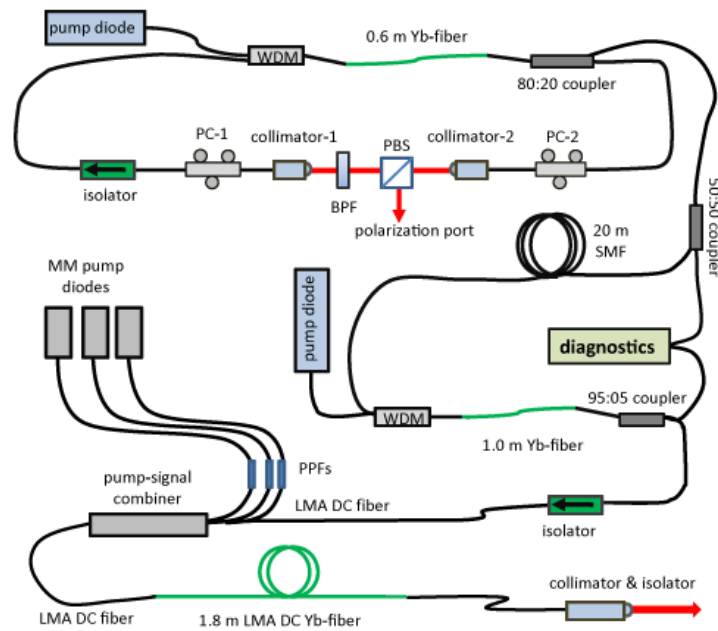 pump diode
WDM
0.6 m Yb-fiber
80:20 coupler
PC-1
collimator-1
PBS
collimator-2
PC-2
isolator
BPF
polarization port
50:50 coupler
20 m
SMF
MM pump
diodes
pump diode
diagnostics
95:05 coupler
WDM
1.0 m Yb-fiber
PPFs
pump-signal
combiner
LMA DC fiber
isolator
collimator & isolator
LMA DC fiber
1.8 m LMA DC Yb-fiber